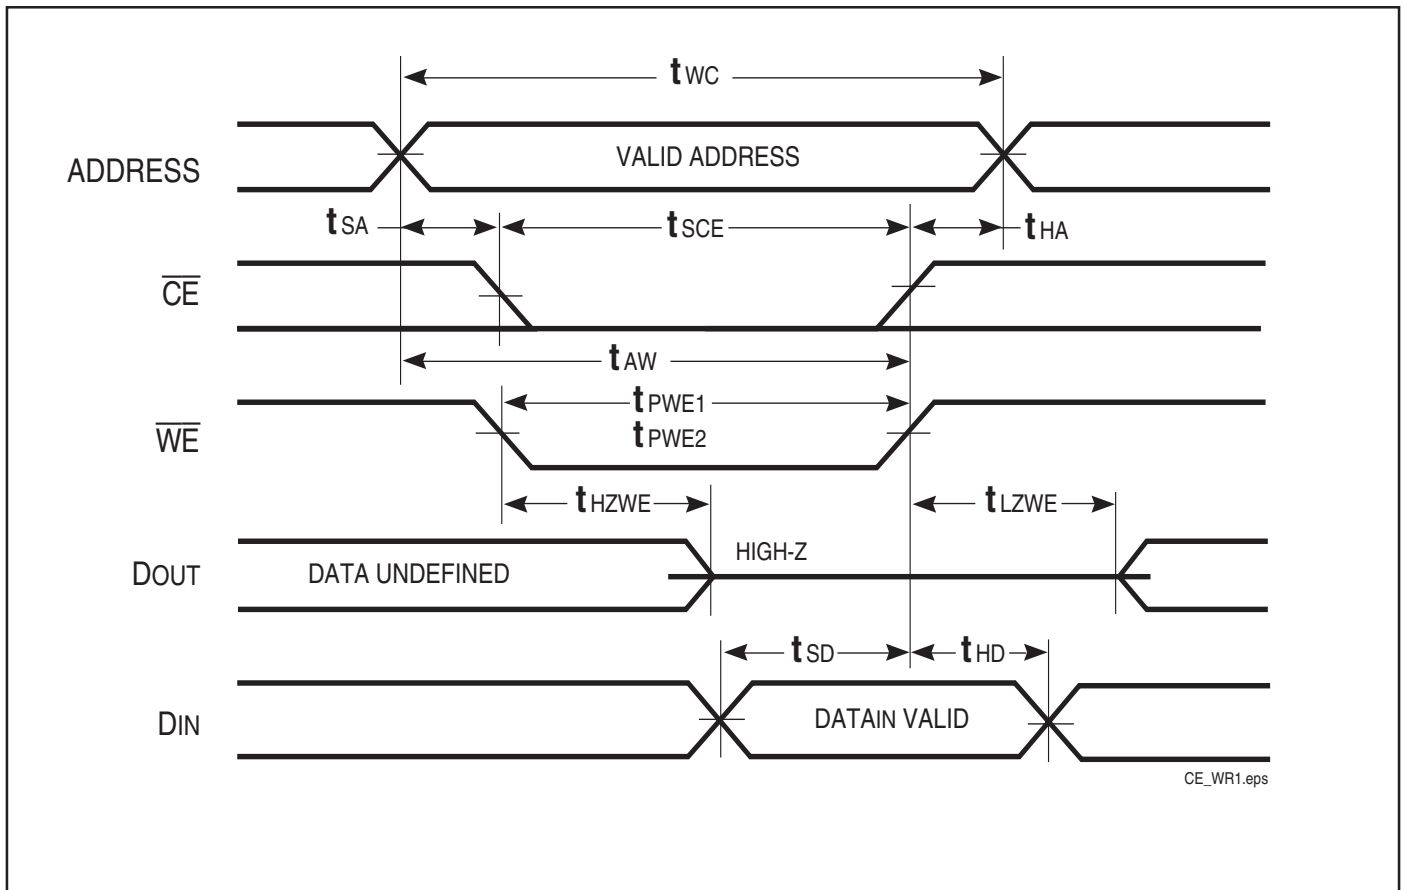 tWC
ADDRESS
VALID ADDRESS
tSA
tSCE
tHA
CE
tAW
tPWE1
WE
tPWE2
tHZWE
tLZWE
HIGH-Z
DOUT
DATA UNDEFINED
tSD
tHD
DIN
DATAIN VALID
CE_WR1.eps